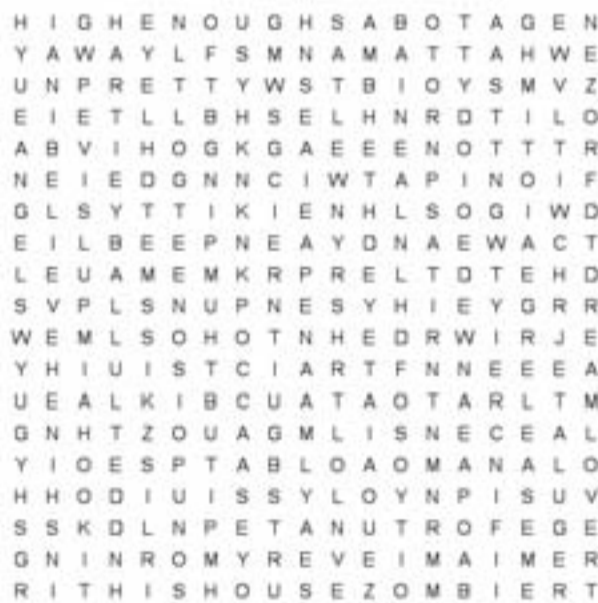 H I G H E N O U G H S A B O T A G E N
Y A W A Y L F S M N A M A T T A H W E
U N P R E T T Y W S T B I O Y S M V Z
E I E T L L B H S E L H N R D T I L O
A B V I H O G K G A E E E N O T T T R
N E I E D G N N C I W T A P I N O I F
G L S Y T T I K I E N H L S O G I W D
E I L B E E P N E A Y D N A E W A C T
L E U A M E M K R P R E L T D T E H D
S V P L S N U P N E S Y H I E Y G R R
W E M L S O H O T N H E D R W I R J E
Y H I U I S T C I A R T F N N E E E A
U E A L K I B C U A T A O T A R L T M
G N H T Z O U A G M L I S N E C E A L
Y I O E S P T A B L O A O M A N A L O
H H O D I U I S S Y L O Y N P I S U V
S S K D L N P E T A N U T R O F E G E
G N I N R O M Y R E V E I M A I M E R
R I T H I S H O U S E Z O M B I E R T